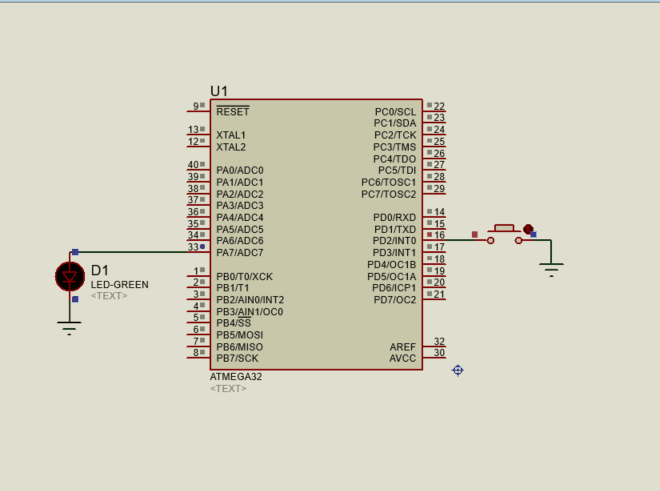 U1
9 RESET
13 XTAL1
12 XTAL2
40 PA0/ADC0
39 PA1/ADC1
38 PA2/ADC2
37 PA3/ADC3
36 PA4/ADC4
35 PA5/ADC5
34 PA6/ADC6
33 PA7/ADC7
1 PB0/T0/XCK
2 PB1/T1
3 PB2/AIN0/INT2
4 PB3/AIN1/OC0
5 PB4/SS
6 PB5/MOSI
7 PB6/MISO
8 PB7/SCK
PC0/SCL 22
PC1/SDA 23
PC2/TCK 24
PC3/TMS 25
PC4/TDO 26
PC5/TDI 27
PC6/TOSC1 28
PC7/TOSC2 29
PD0/RXD 14
PD1/TXD 15
PD2/INT0 16
PD3/INT1 17
PD4/OC1B 18
PD5/OC1A 19
PD6/ICP1 20
PD7/OC2 21
AREF 32
AVCC 30
ATMEGA32
<TEXT>
D1
LED-GREEN
<TEXT>